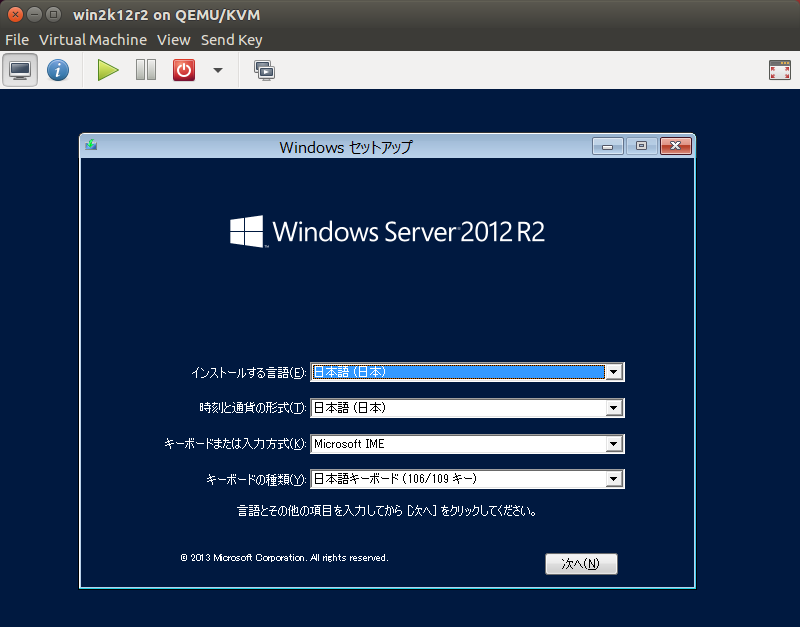 win2k12r2 on QEMU/KVM
File Virtual Machine View Send Key
Windows セットアップ
Windows Server 2012 R2
インストールする言語(E): 日本語 (日本)
時刻と通貨の形式(T): 日本語 (日本)
キーボードまたは入力方式(K): Microsoft IME
キーボードの種類(Y): 日本語キーボード (106/109 キー)
言語とその他の項目を入力してから [次へ] をクリックしてください。
© 2013 Microsoft Corporation. All rights reserved.
次へ(N)